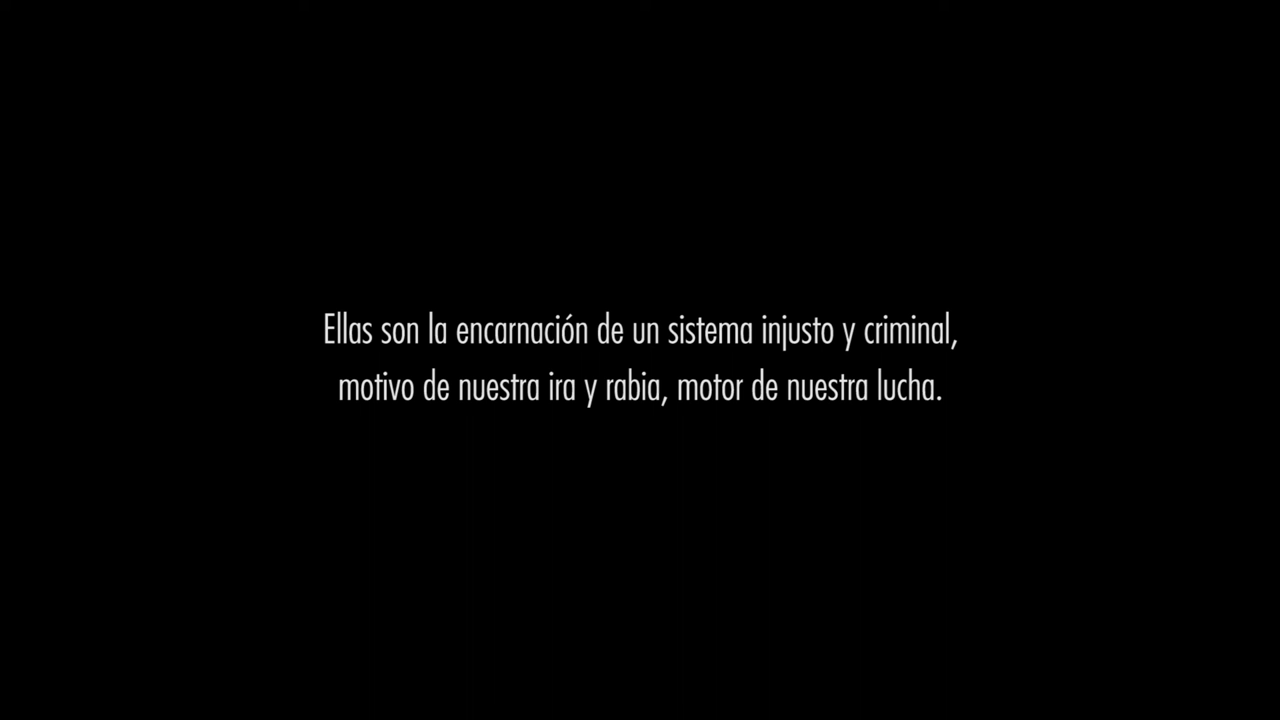 Ellas son la encarnación de un sistema injusto y criminal,
motivo de nuestra ira y rabia, motor de nuestra lucha.